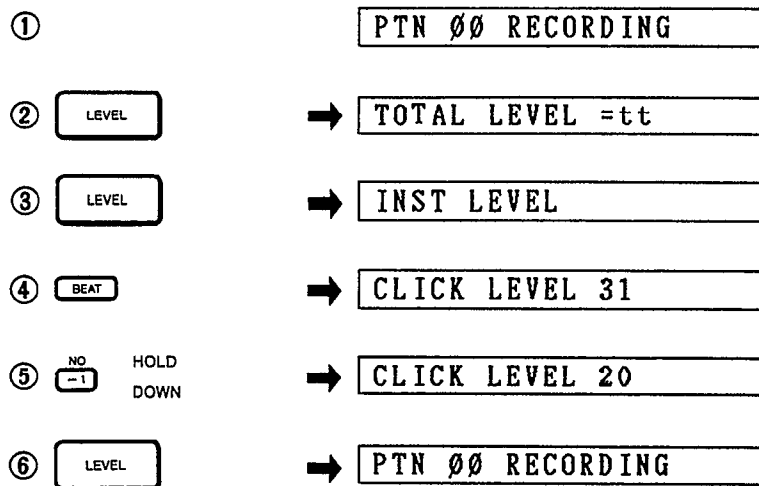 ① PTN ØØ RECORDING
② LEVEL ➡ TOTAL LEVEL =tt
③ LEVEL ➡ INST LEVEL
④ BEAT ➡ CLICK LEVEL 31
⑤ NO −1 HOLD DOWN ➡ CLICK LEVEL 20
⑥ LEVEL ➡ PTN ØØ RECORDING